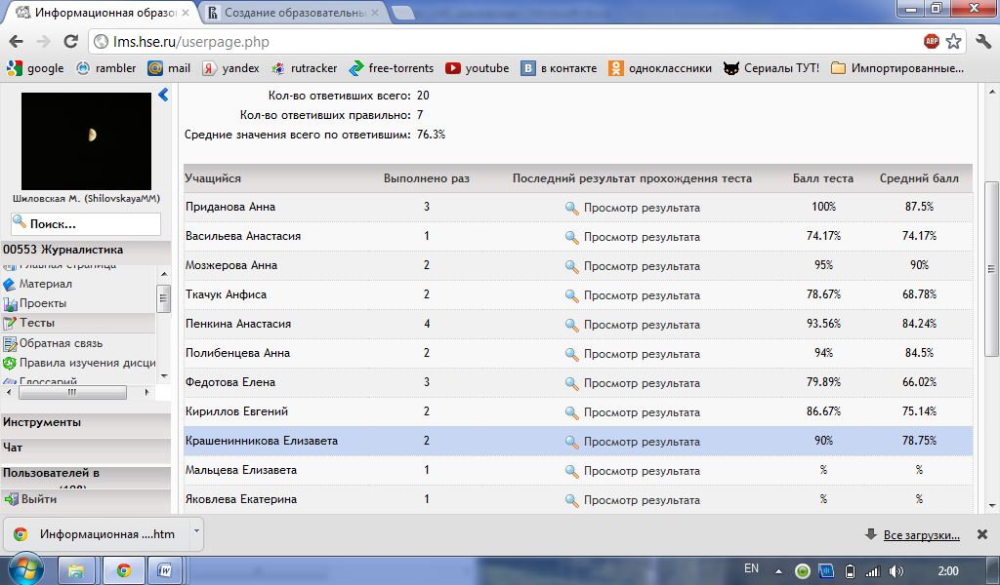 Информационная образо
Создание образовательны
lms.hse.ru/userpage.php
ABP
google rambler mail yandex rutracker free-torrents youtube в контакте одноклассники Сериалы ТУТ! Импортированные...
Шиловская М. (ShilovskayaMM)
Поиск...
00553 Журналистика
Главная страница
Материал
Проекты
Тесты
Обратная связь
Правила изучения дисци
Глоссарий
Инструменты
Чат
Пользователей в
(198)
Выйти
Кол-во ответивших всего: 20
Кол-во ответивших правильно: 7
Средние значения всего по ответившим: 76.3%
Учащийся Выполнено раз Последний результат прохождения теста Балл теста Средний балл
Приданова Анна 3 Просмотр результата 100% 87.5%
Васильева Анастасия 1 Просмотр результата 74.17% 74.17%
Мозжерова Анна 2 Просмотр результата 95% 90%
Ткачук Анфиса 2 Просмотр результата 78.67% 68.78%
Пенкина Анастасия 4 Просмотр результата 93.56% 84.24%
Полибенцева Анна 2 Просмотр результата 94% 84.5%
Федотова Елена 3 Просмотр результата 79.89% 66.02%
Кириллов Евгений 2 Просмотр результата 86.67% 75.14%
Крашенинникова Елизавета 2 Просмотр результата 90% 78.75%
Мальцева Елизавета 1 Просмотр результата % %
Яковлева Екатерина 1 Просмотр результата % %
Информационная ....htm
Все загрузки...
EN
2:00